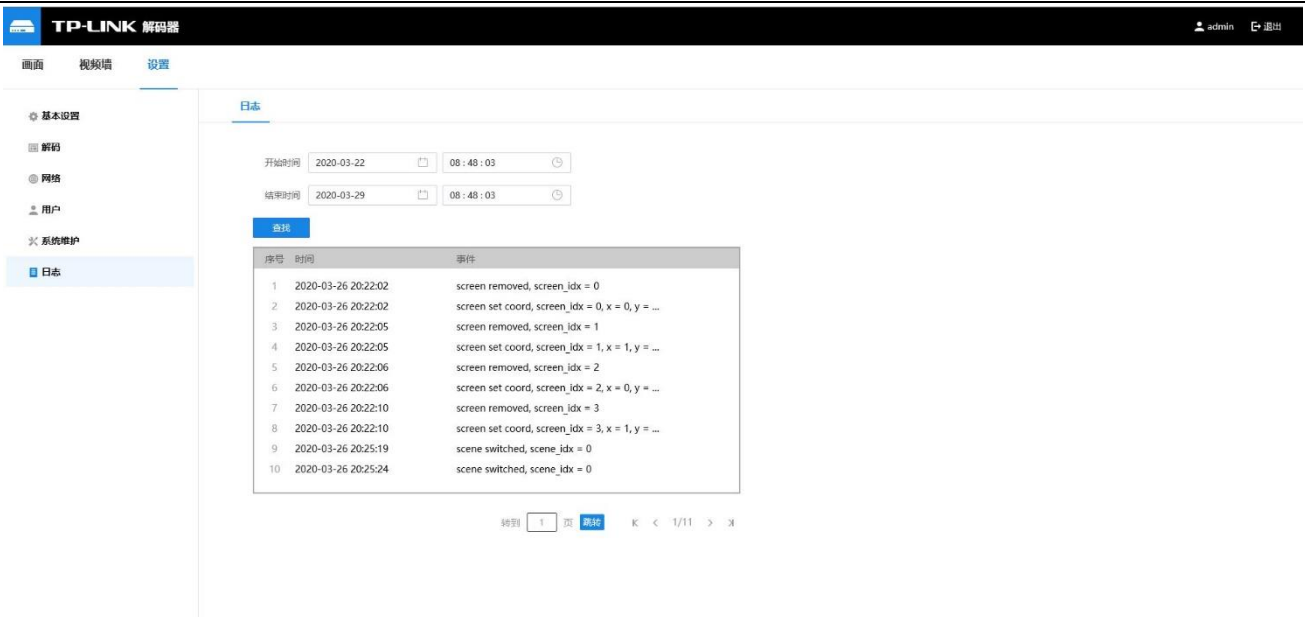 TP-LINK 解码器
admin 退出
画面 视频墙 设置
基本设置
解码
网络
用户
系统维护
日志
日志
开始时间 2020-03-22 08 : 48 : 03
结束时间 2020-03-29 08 : 48 : 03
查找
序号 时间 事件
1 2020-03-26 20:22:02 screen removed, screen_idx = 0
2 2020-03-26 20:22:02 screen set coord, screen_idx = 0, x = 0, y = ...
3 2020-03-26 20:22:05 screen removed, screen_idx = 1
4 2020-03-26 20:22:05 screen set coord, screen_idx = 1, x = 1, y = ...
5 2020-03-26 20:22:06 screen removed, screen_idx = 2
6 2020-03-26 20:22:06 screen set coord, screen_idx = 2, x = 0, y = ...
7 2020-03-26 20:22:10 screen removed, screen_idx = 3
8 2020-03-26 20:22:10 screen set coord, screen_idx = 3, x = 1, y = ...
9 2020-03-26 20:25:19 scene switched, scene_idx = 0
10 2020-03-26 20:25:24 scene switched, scene_idx = 0
转到 1 页 跳转 1/11